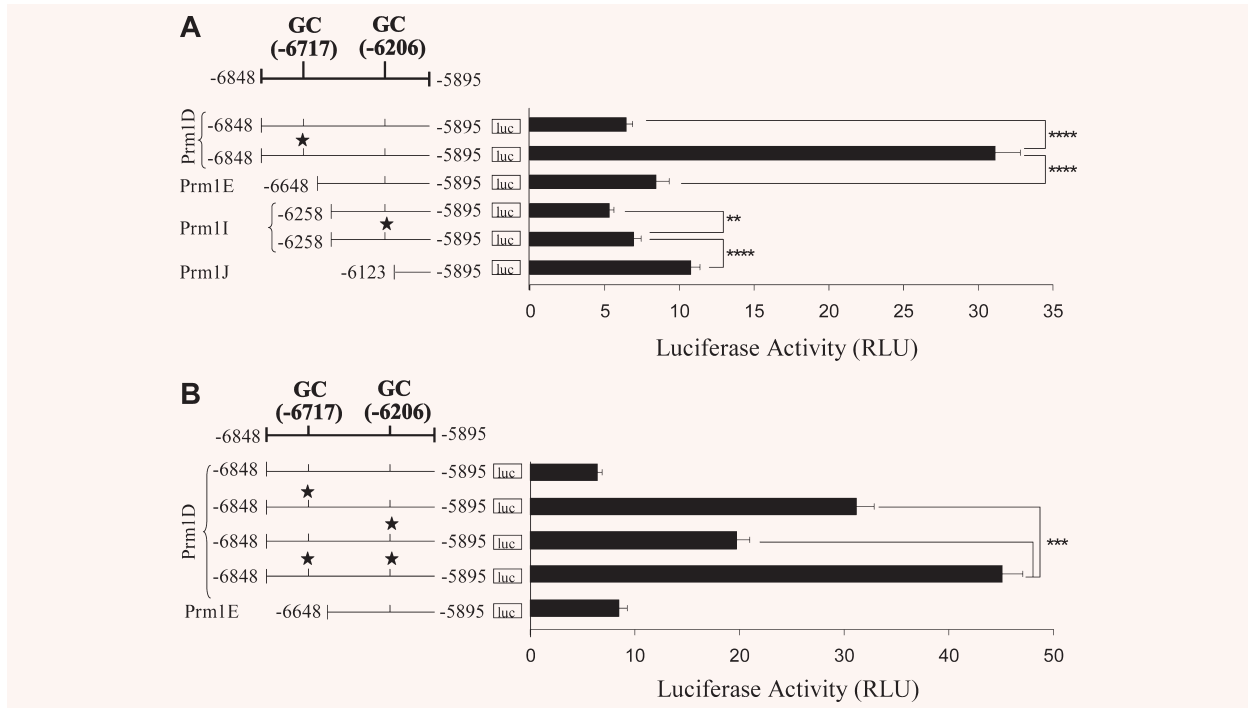 A
GC GC
(-6717) (-6206)
-6848 -5895
Prm1D
-6848 -5895 luc
****
-6848 -5895 luc
****
Prm1E -6648 -5895 luc
Prm1I
-6258 -5895 luc
**
-6258 -5895 luc
****
Prm1J -6123 -5895 luc
0 5 10 15 20 25 30 35
Luciferase Activity (RLU)
B
GC GC
(-6717) (-6206)
-6848 -5895
Prm1D
-6848 -5895 luc
-6848 -5895 luc
-6848 -5895 luc
***
-6848 -5895 luc
Prm1E -6648 -5895 luc
0 10 20 30 40 50
Luciferase Activity (RLU)